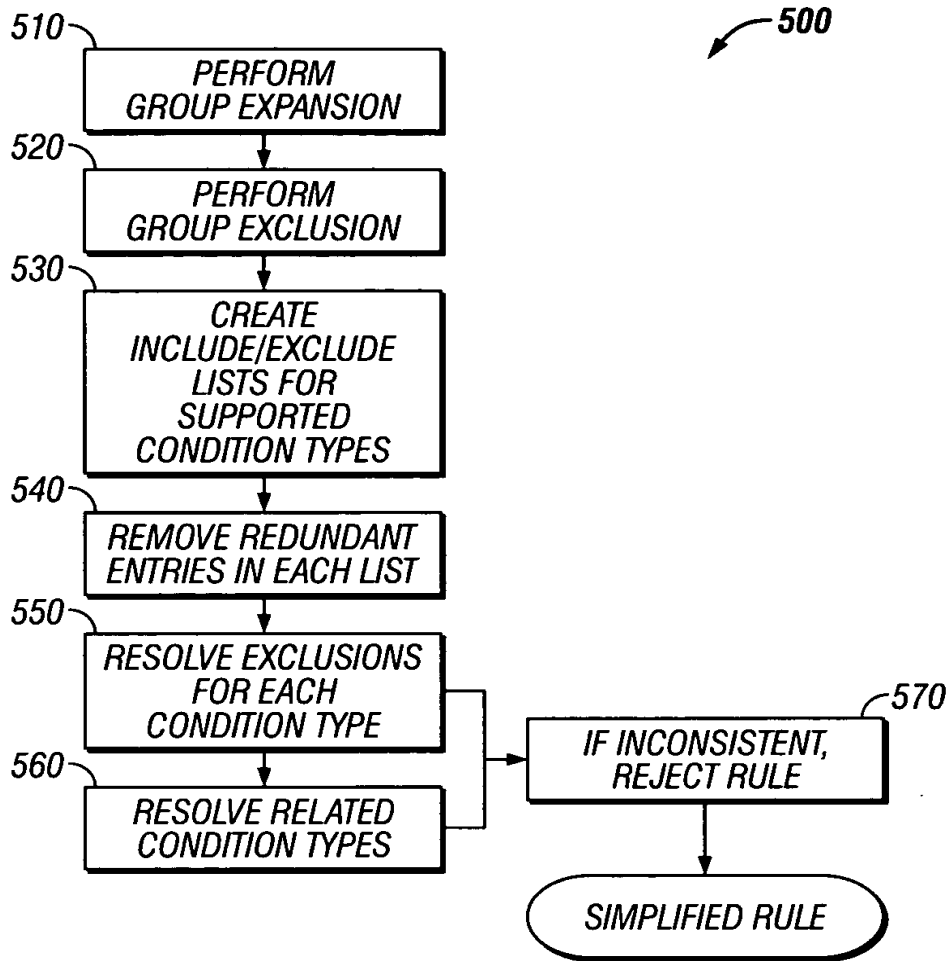 500
510
PERFORM
GROUP EXPANSION
520
PERFORM
GROUP EXCLUSION
530
CREATE
INCLUDE/EXCLUDE
LISTS FOR
SUPPORTED
CONDITION TYPES
540
REMOVE REDUNDANT
ENTRIES IN EACH LIST
550
RESOLVE EXCLUSIONS
FOR EACH
CONDITION TYPE
560
RESOLVE RELATED
CONDITION TYPES
570
IF INCONSISTENT,
REJECT RULE
SIMPLIFIED RULE